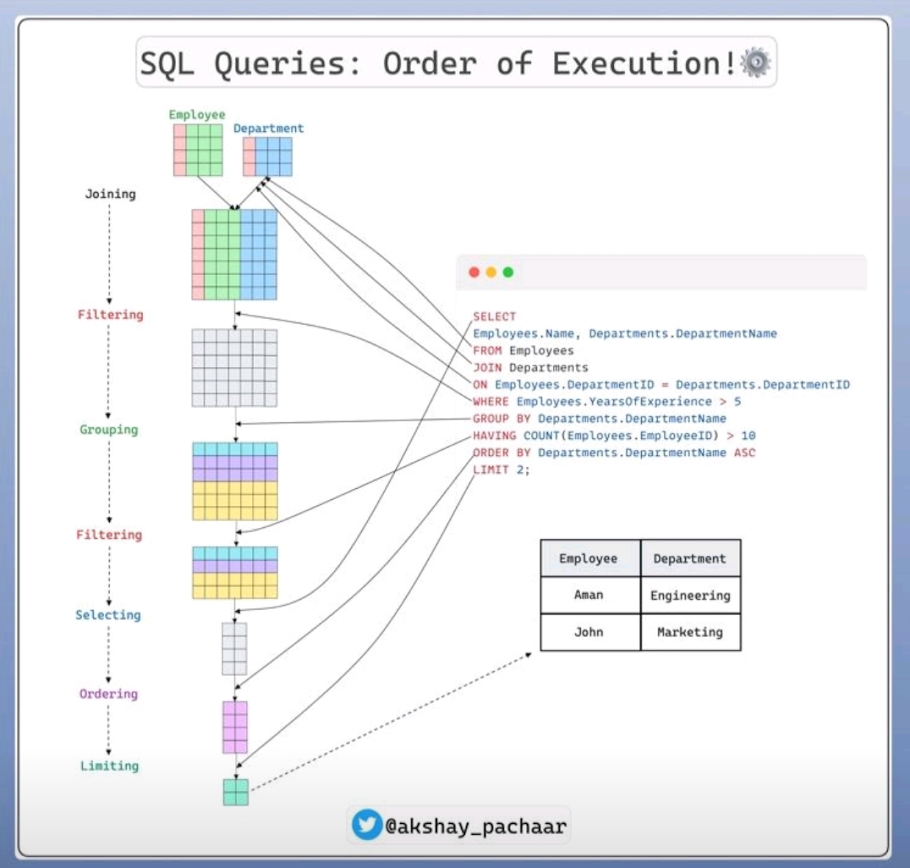 SQL Queries: Order of Execution!
Employee
Department
Joining
Filtering
Grouping
Filtering
Selecting
Ordering
Limiting
SELECT
Employees.Name, Departments.DepartmentName
FROM Employees
JOIN Departments
ON Employees.DepartmentID = Departments.DepartmentID
WHERE Employees.YearsOfExperience > 5
GROUP BY Departments.DepartmentName
HAVING COUNT(Employees.EmployeeID) > 10
ORDER BY Departments.DepartmentName ASC
LIMIT 2;
Employee Department
Aman Engineering
John Marketing
@akshay_pachaar